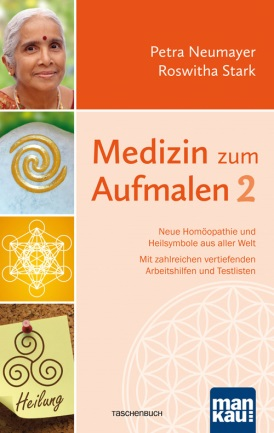 Petra Neumayer
Roswitha Stark
Medizin zum
Aufmalen 2
Neue Homöopathie und
Heilsymbole aus aller Welt
Mit zahlreichen vertiefenden
Arbeitshilfen und Testlisten
Heilung
TASCHENBUCH
man
kau